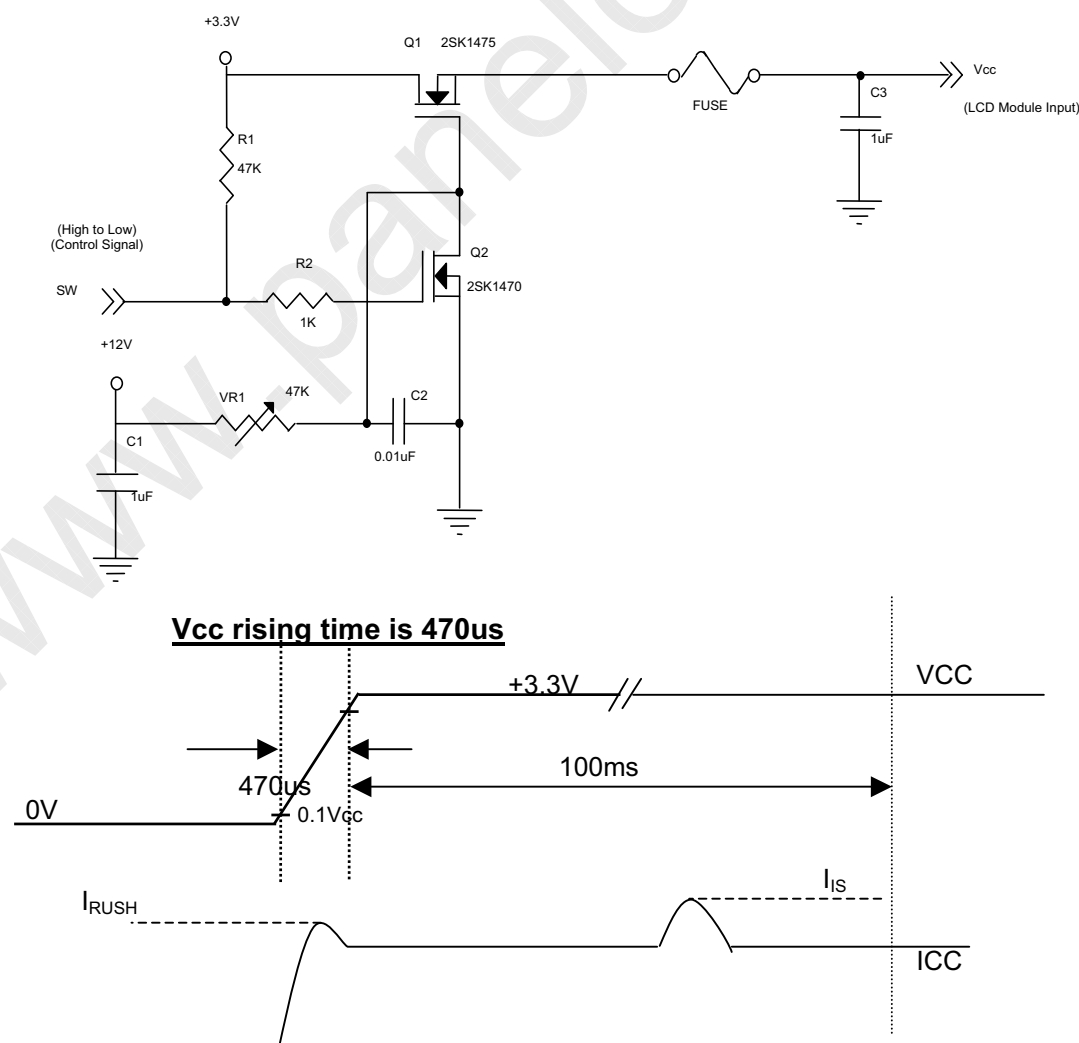 +3.3V
Q1 2SK1475
Vcc
FUSE
C3
(LCD Module Input)
R1
1uF
47K
(High to Low)
(Control Signal)
Q2
R2
SW
2SK1470
1K
+12V
VR1
47K
C2
C1
0.01uF
1uF
Vcc rising time is 470us
+3.3V
VCC
470us
100ms
0V
0.1Vcc
IRUSH
IIS
ICC
www.panelo